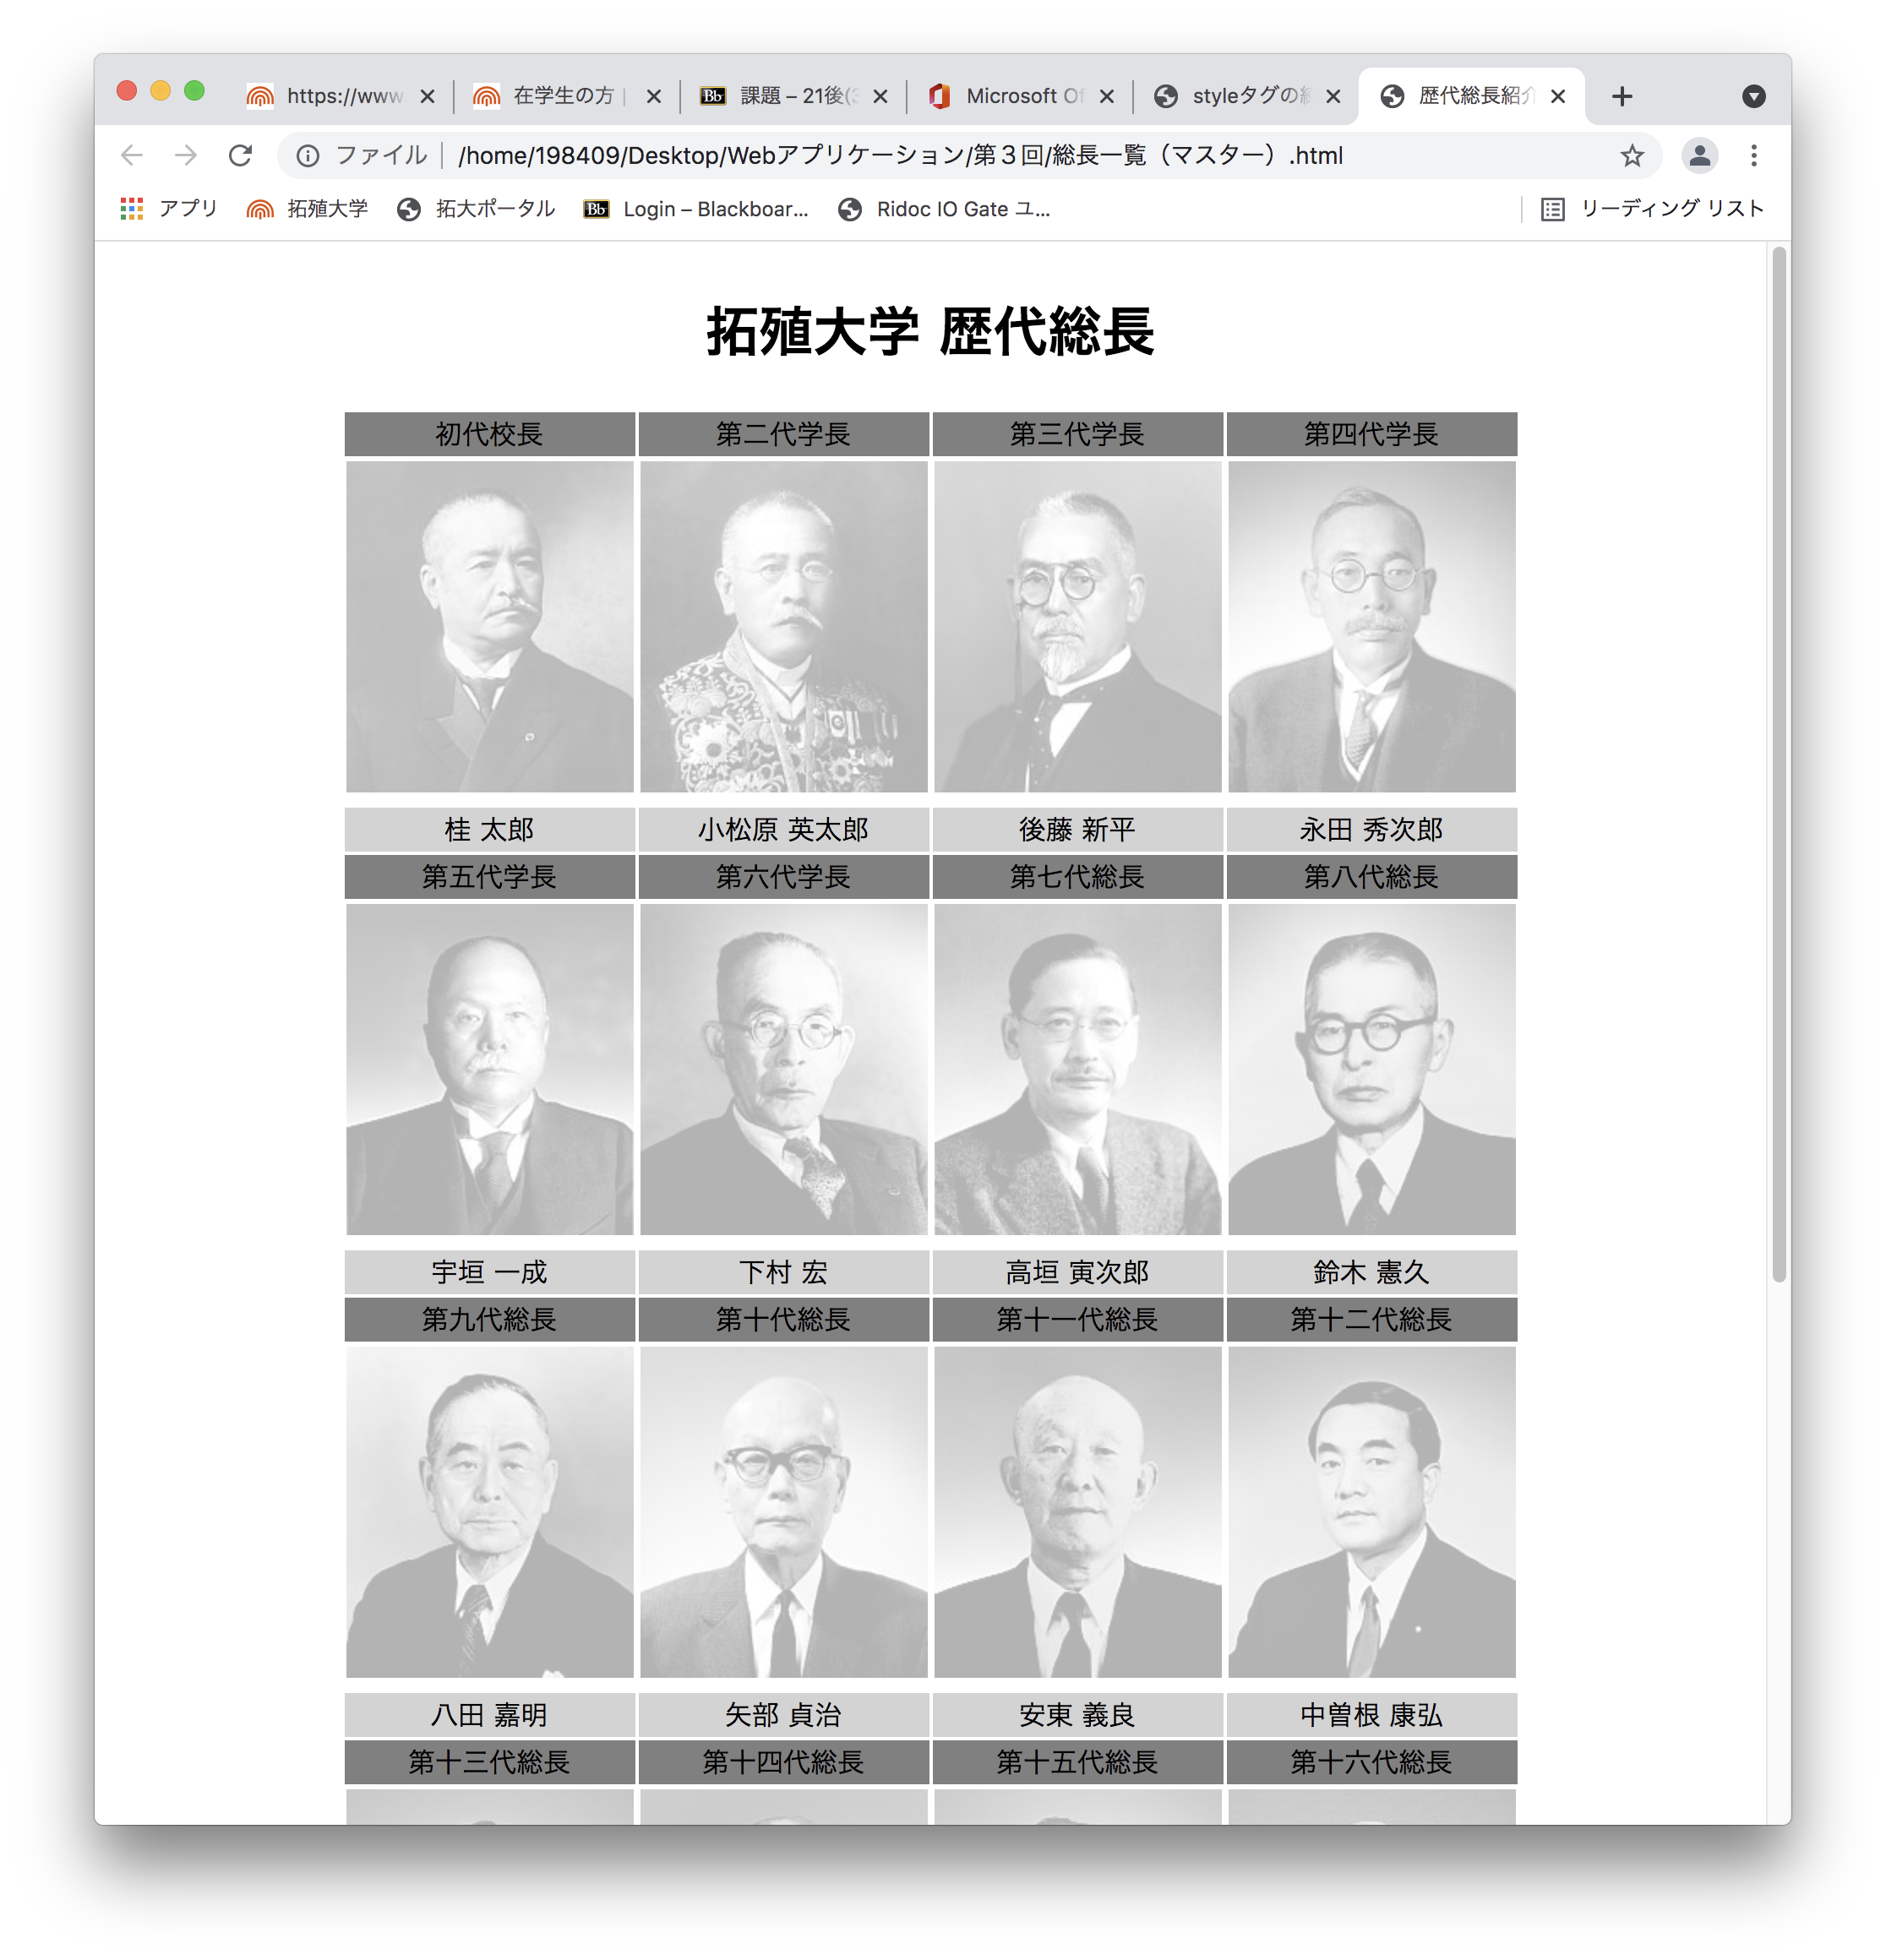 https://www
在学生の方
課題 – 21後(3
Microsoft Of
styleタグの
歴代総長紹介
ファイル /home/198409/Desktop/Webアプリケーション/第３回/総長一覧（マスター）.html
アプリ 拓殖大学 拓大ポータル Bb Login – Blackboar... Ridoc IO Gate ユ... リーディング リスト
拓殖大学 歴代総長
初代校長 第二代学長 第三代学長 第四代学長
桂 太郎 小松原 英太郎 後藤 新平 永田 秀次郎
第五代学長 第六代学長 第七代総長 第八代総長
宇垣 一成 下村 宏 高垣 寅次郎 鈴木 憲久
第九代総長 第十代総長 第十一代総長 第十二代総長
八田 嘉明 矢部 貞治 安東 義良 中曽根 康弘
第十三代総長 第十四代総長 第十五代総長 第十六代総長